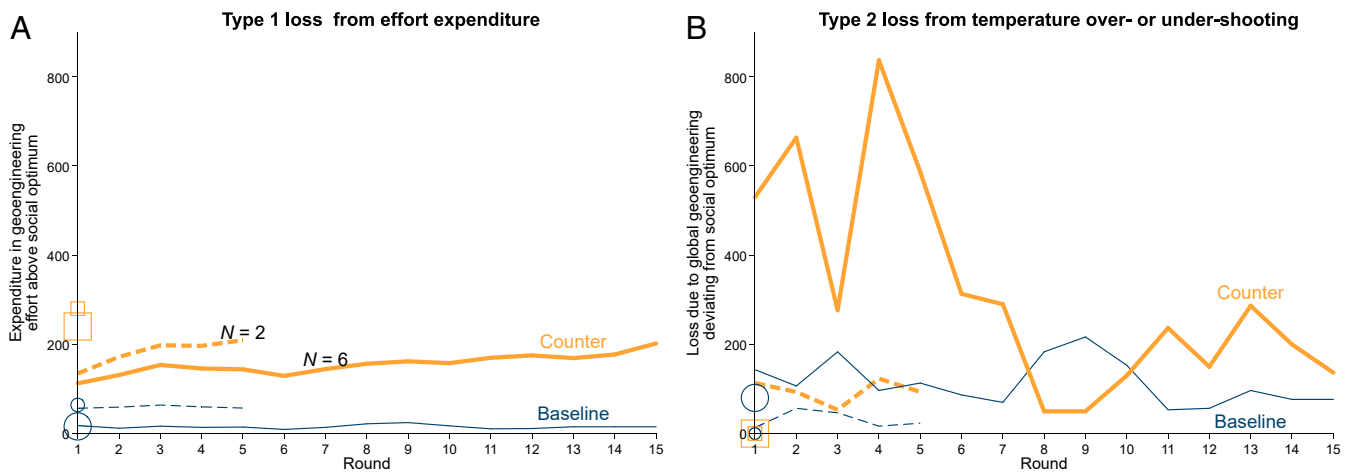 A
Type 1 loss from effort expenditure
Expenditure in geoengineering
effort above social optimum
800
600
400
200
0
N = 2
N = 6
Counter
Baseline
1 2 3 4 5 6 7 8 9 10 11 12 13 14 15
Round
B
Type 2 loss from temperature over- or under-shooting
Loss due to global geoengineering
deviating from social optimum
800
600
400
200
0
Counter
Baseline
1 2 3 4 5 6 7 8 9 10 11 12 13 14 15
Round